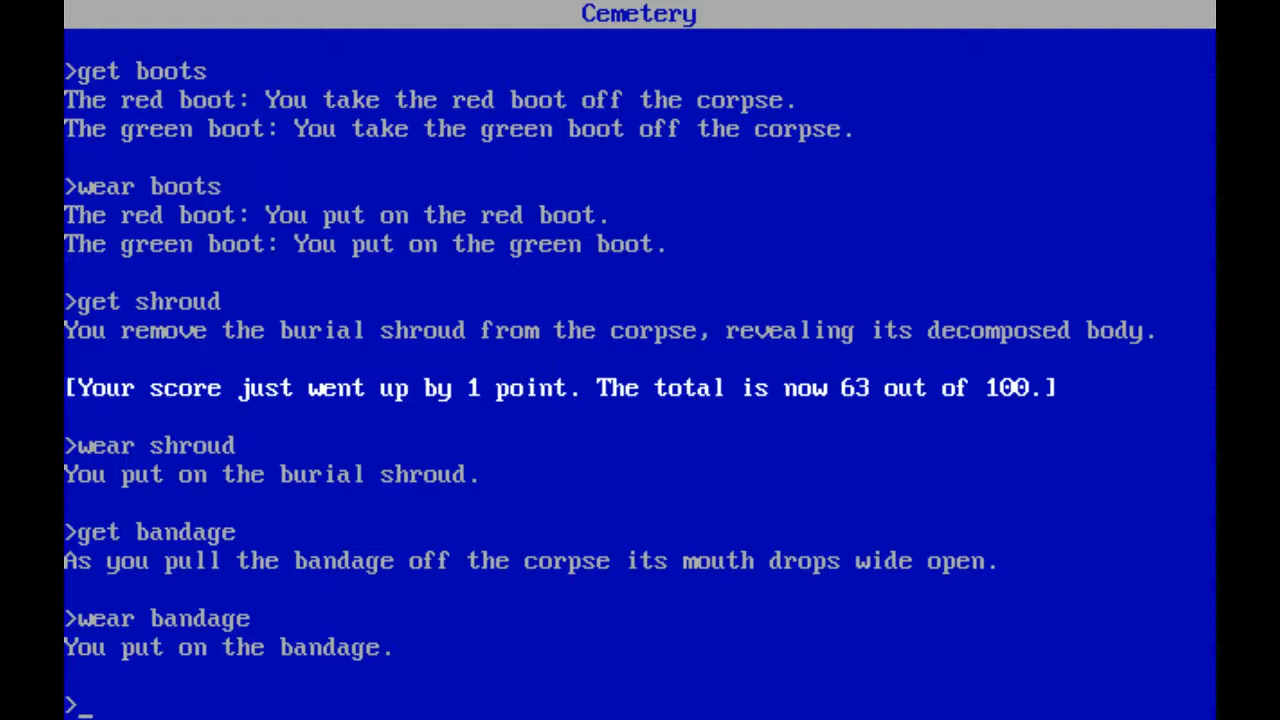 Cemetery
>get boots
The red boot: You take the red boot off the corpse.
The green boot: You take the green boot off the corpse.
>wear boots
The red boot: You put on the red boot.
The green boot: You put on the green boot.
>get shroud
You remove the burial shroud from the corpse, revealing its decomposed body.
[Your score just went up by 1 point. The total is now 63 out of 100.]
>wear shroud
You put on the burial shroud.
>get bandage
As you pull the bandage off the corpse its mouth drops wide open.
>wear bandage
You put on the bandage.
>_